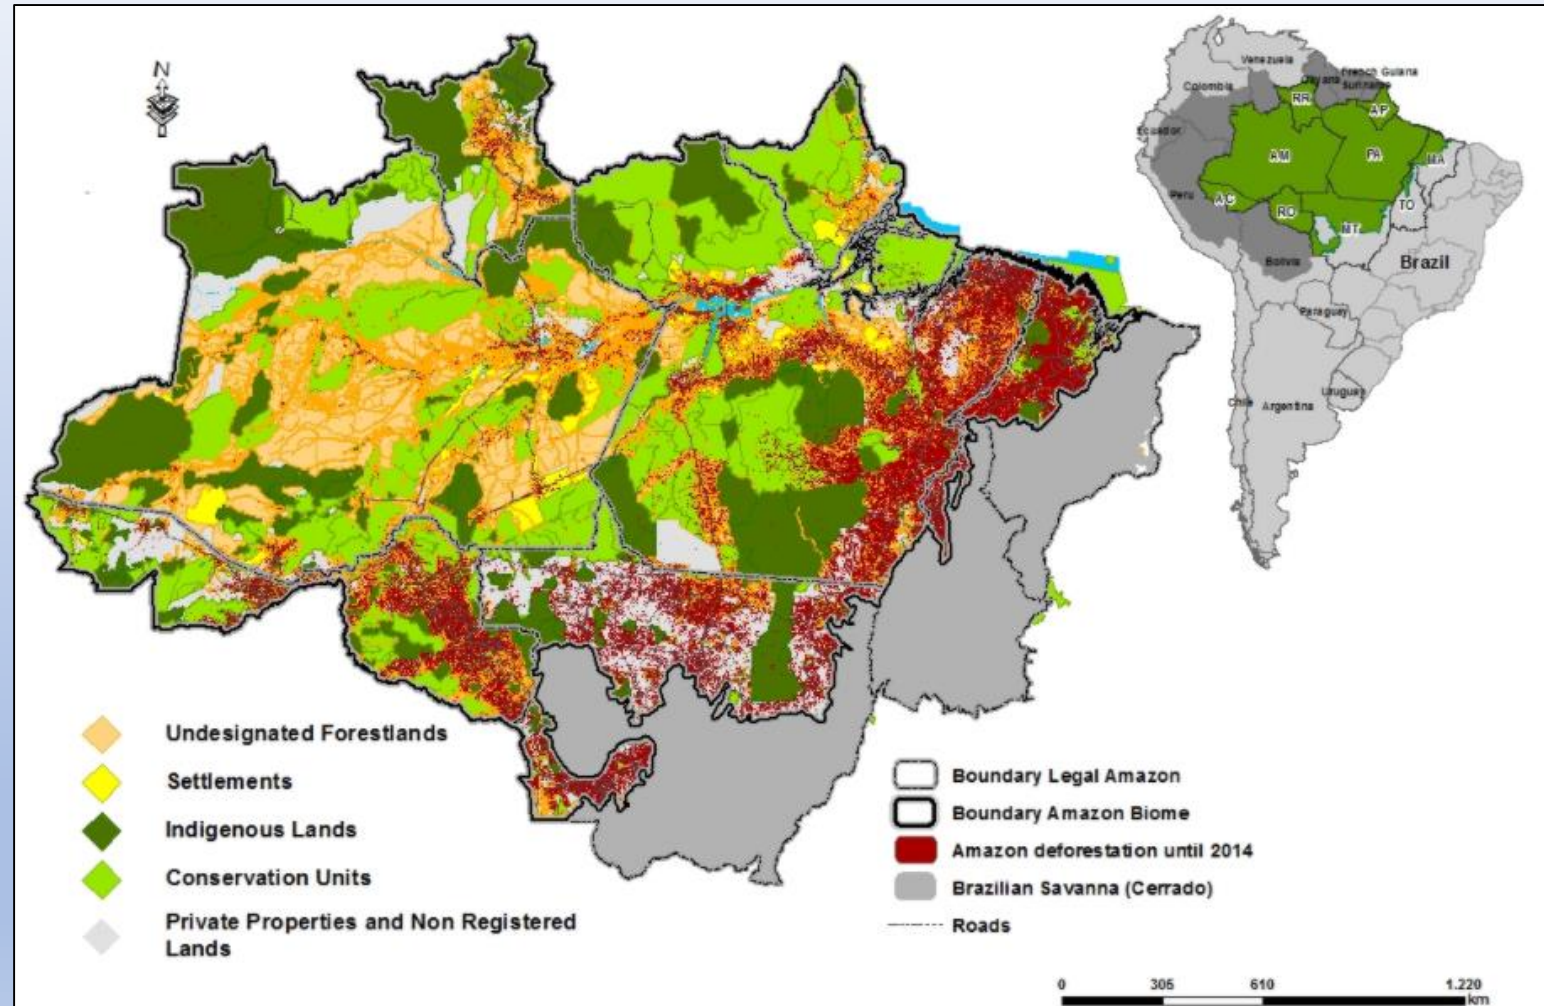 N
Venezuela
Colombia
Guyana
French Guiana
Suriname
RR
AP
Ecuador
AM
PA
MA
Peru
AC
RO
TO
MT
Bolivia
Brazil
Paraguay
Chile
Argentina
Uruguay
Undesignated Forestlands
Settlements
Indigenous Lands
Conservation Units
Private Properties and Non Registered
Lands
Boundary Legal Amazon
Boundary Amazon Biome
Amazon deforestation until 2014
Brazilian Savanna (Cerrado)
Roads
0 305 610 1.220
km